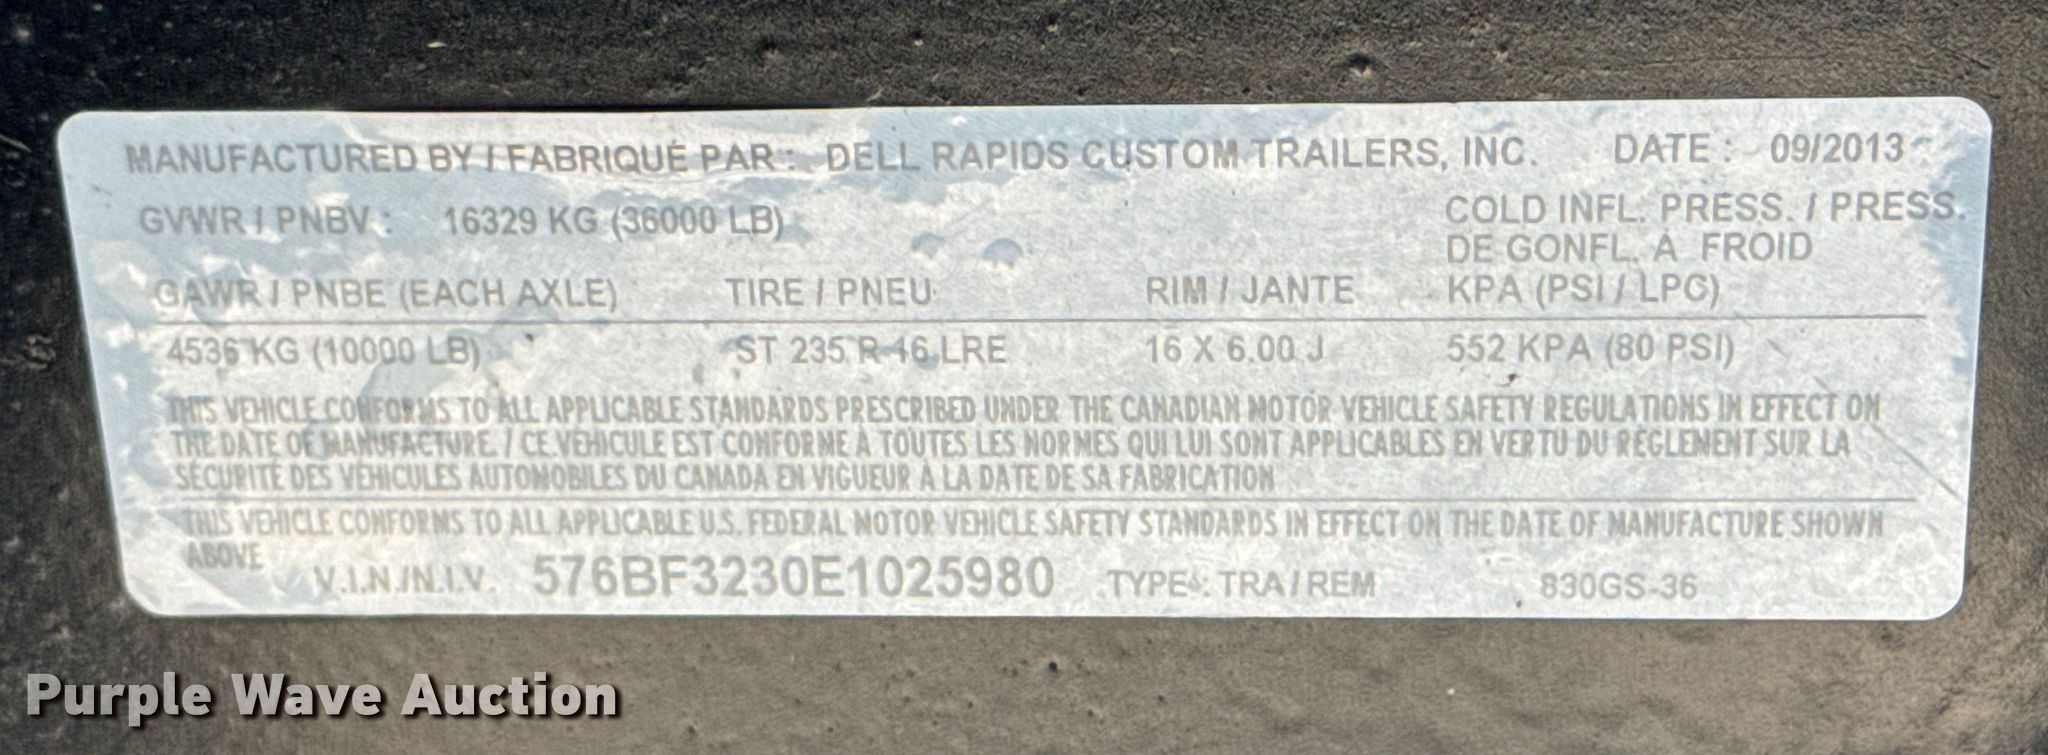 MANUFACTURED BY / FABRIQUÉ PAR : DELL RAPIDS CUSTOM TRAILERS, INC. DATE : 09/2013
GVWR / PNBV : 16329 KG (36000 LB)
COLD INFL. PRESS. / PRESS.
DE GONFL. A FROID
GAWR / PNBE (EACH AXLE) TIRE / PNEU RIM / JANTE KPA (PSI / LPC)
4536 KG (10000 LB) ST 235 R 16 LRE 16 X 6.00 J 552 KPA (80 PSI)
THIS VEHICLE CONFORMS TO ALL APPLICABLE STANDARDS PRESCRIBED UNDER THE CANADIAN MOTOR VEHICLE SAFETY REGULATIONS IN EFFECT ON
THE DATE OF MANUFACTURE. / CE VÉHICULE EST CONFORME À TOUTES LES NORMES QUI LUI SONT APPLICABLES EN VERTU DU RÉGLEMENT SUR LA
SÉCURITÉ DES VÉHICULES AUTOMOBILES DU CANADA EN VIGUEUR À LA DATE DE SA FABRICATION
THIS VEHICLE CONFORMS TO ALL APPLICABLE U.S. FEDERAL MOTOR VEHICLE SAFETY STANDARDS IN EFFECT ON THE DATE OF MANUFACTURE SHOWN
ABOVE
V.I.N./N.I.V. 576BF3230E1025980 TYPE : TRA / REM 830GS-36
Purple Wave Auction